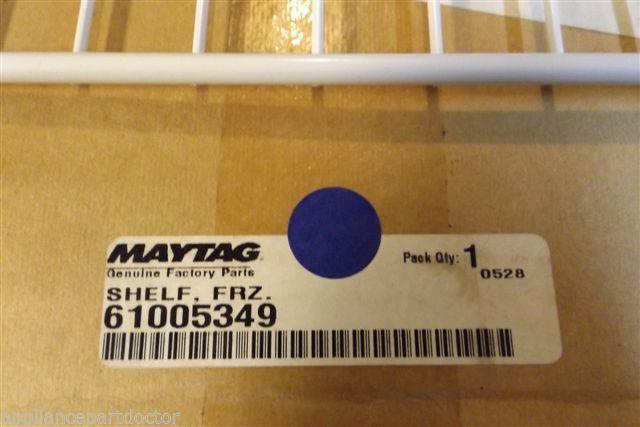 MAYTAG
Genuine Factory Parts
Pack Qty: 1
0528
SHELF, FRZ.
61005349
appliancepartdoctor